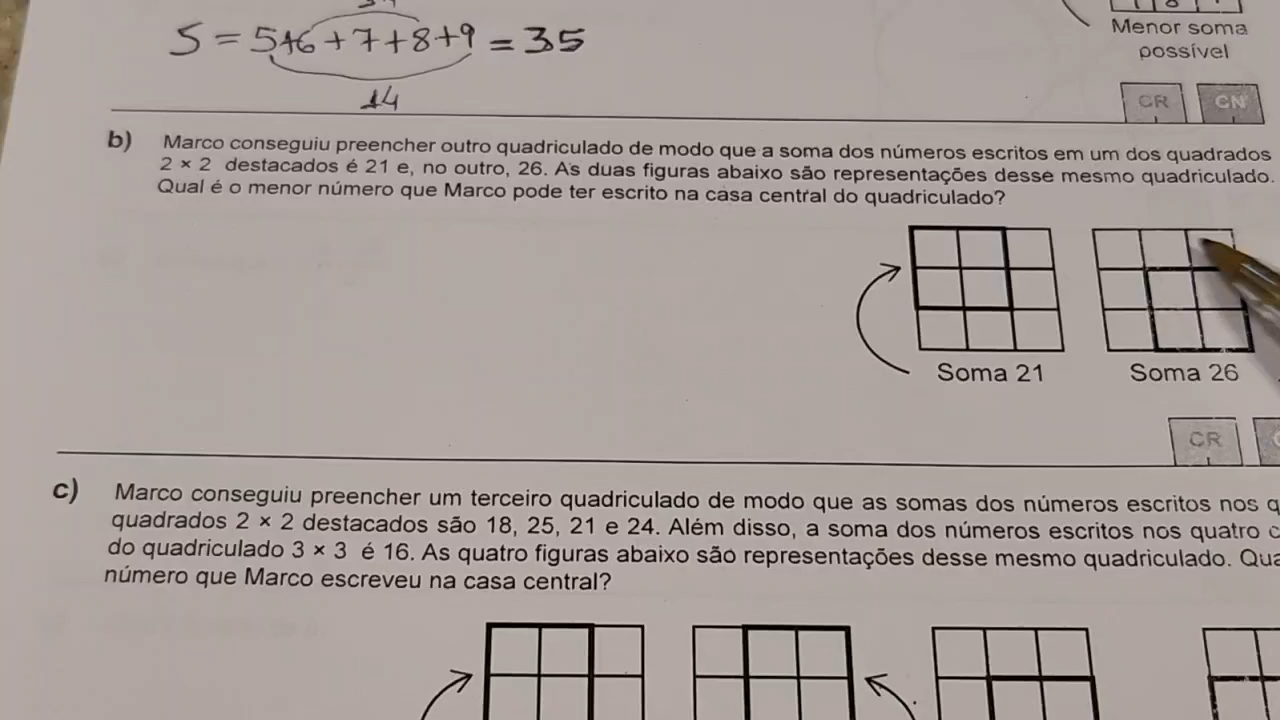 S = 5+6+7+8+9 = 35
14
Menor soma
possível
CR CN
b) Marco conseguiu preencher outro quadriculado de modo que a soma dos números escritos em um dos quadrados
2 × 2 destacados é 21 e, no outro, 26. As duas figuras abaixo são representações desse mesmo quadriculado.
Qual é o menor número que Marco pode ter escrito na casa central do quadriculado?
Soma 21
Soma 26
CR
c) Marco conseguiu preencher um terceiro quadriculado de modo que as somas dos números escritos nos
quadrados 2 × 2 destacados são 18, 25, 21 e 24. Além disso, a soma dos números escritos nos quatro
do quadriculado 3 × 3 é 16. As quatro figuras abaixo são representações desse mesmo quadriculado.
número que Marco escreveu na casa central?